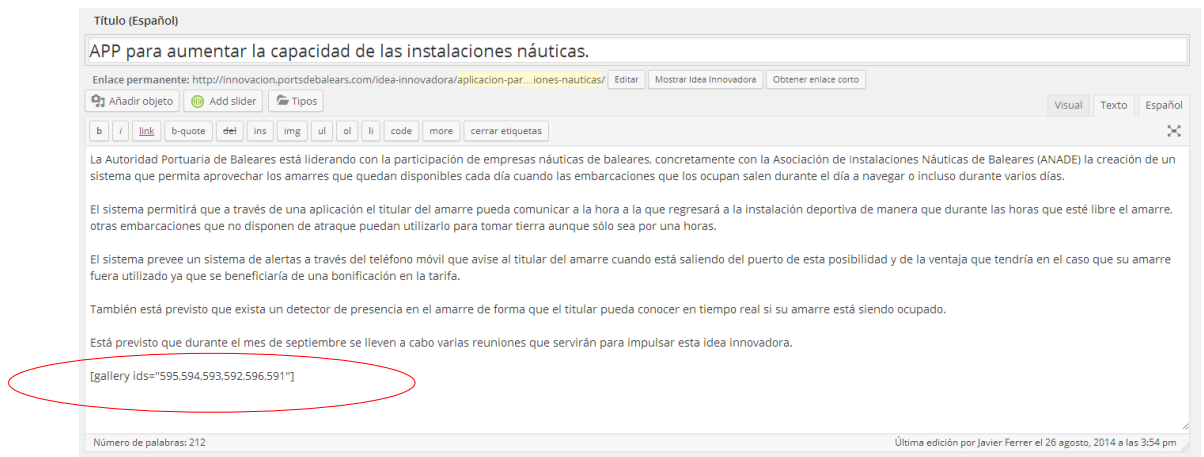 Título (Español)
APP para aumentar la capacidad de las instalaciones náuticas.
Enlace permanente: http://innovacion.portsdebalears.com/idea-innovadora/aplicacion-par…iones-nauticas/ Editar Mostrar Idea Innovadora Obtener enlace corto
Añadir objeto Add slider Tipos Visual Texto Español
b i link b-quote del ins img ul ol li code more cerrar etiquetas
La Autoridad Portuaria de Baleares está liderando con la participación de empresas náuticas de baleares, concretamente con la Asociación de Instalaciones Náuticas de Baleares (ANADE) la creación de un
sistema que permita aprovechar los amarres que quedan disponibles cada día cuando las embarcaciones que los ocupan salen durante el día a navegar o incluso durante varios días.
El sistema permitirá que a través de una aplicación el titular del amarre pueda comunicar a la hora a la que regresará a la instalación deportiva de manera que durante las horas que esté libre el amarre,
otras embarcaciones que no disponen de atraque puedan utilizarlo para tomar tierra aunque sólo sea por una horas.
El sistema prevee un sistema de alertas a través del teléfono móvil que avise al titular del amarre cuando está saliendo del puerto de esta posibilidad y de la ventaja que tendría en el caso que su amarre
fuera utilizado ya que se beneficiaría de una bonificación en la tarifa.
También está previsto que exista un detector de presencia en el amarre de forma que el titular pueda conocer en tiempo real si su amarre está siendo ocupado.
Está previsto que durante el mes de septiembre se lleven a cabo varias reuniones que servirán para impulsar esta idea innovadora.
[gallery ids="595,594,593,592,596,591"]
Número de palabras: 212 Última edición por Javier Ferrer el 26 agosto, 2014 a las 3:54 pm